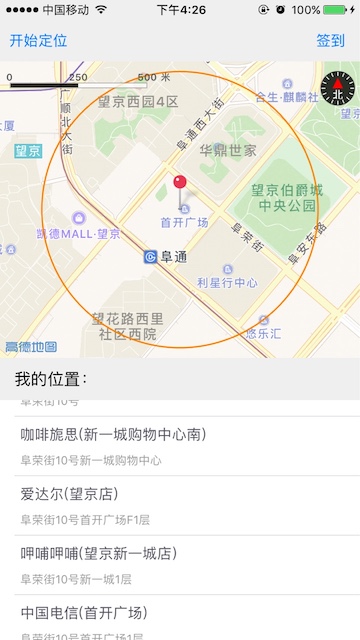 中国移动
下午4:26
100%
开始定位
签到
0 250 500 米
合生·麒麟社
望京西园4区
顺北大街
阜通西大街
大厦
北
望京
华鼎世家
望京伯爵城
中央公园
首开广场
凯德MALL·望京
阜荣街
阜安东路
阜通
利星行中心
望花路西里
社区西院
悠乐汇
高德地图
我的位置:
阜荣街10号
咖啡旎思(新一城购物中心南)
阜荣街10号新一城购物中心
爱达尔(望京店)
阜荣街10号首开广场F1层
呷哺呷哺(望京新一城店)
阜荣街10号新一城1层
中国电信(首开广场)